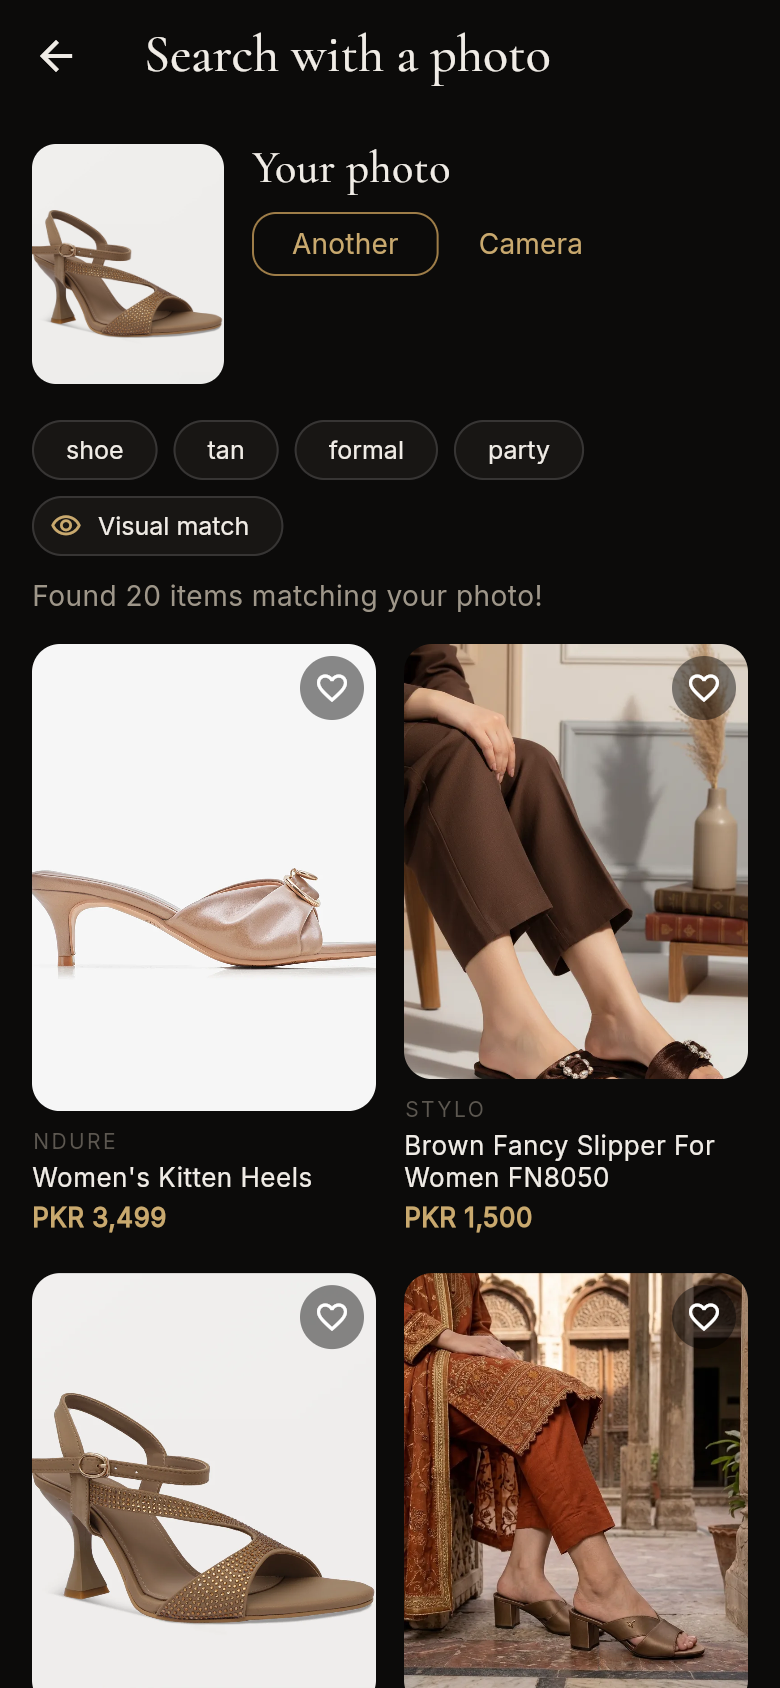 Search with a photo
Your photo
Another
Camera
shoe
tan
formal
party
Visual match
Found 20 items matching your photo!
NDURE
Women's Kitten Heels
PKR 3,499
STYLO
Brown Fancy Slipper For
Women FN8050
PKR 1,500